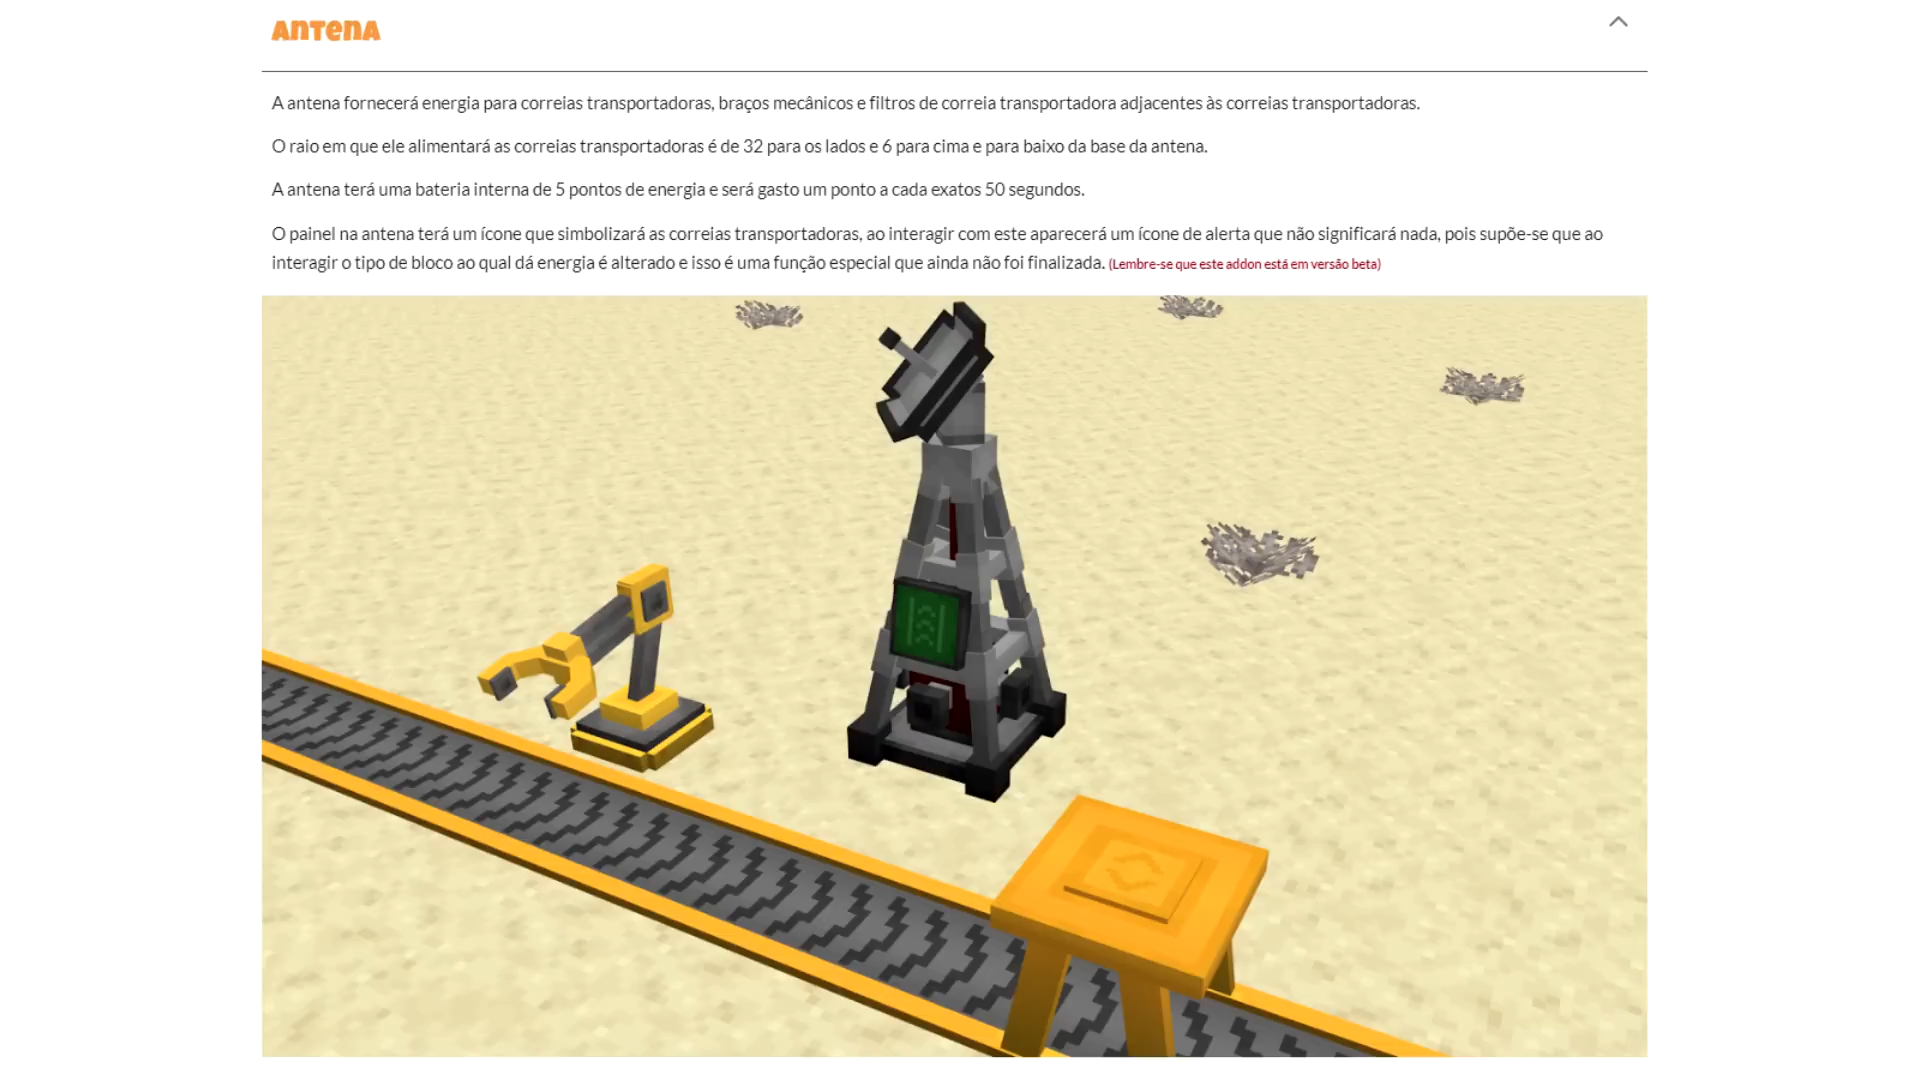 Antena
A antena fornecerá energia para correias transportadoras, braços mecânicos e filtros de correia transportadora adjacentes às correias transportadoras.
O raio em que ele alimentará as correias transportadoras é de 32 para os lados e 6 para cima e para baixo da base da antena.
A antena terá uma bateria interna de 5 pontos de energia e será gasto um ponto a cada exatos 50 segundos.
O painel na antena terá um ícone que simbolizará as correias transportadoras, ao interagir com este aparecerá um ícone de alerta que não significará nada, pois supõe-se que ao
interagir o tipo de bloco ao qual dá energia é alterado e isso é uma função especial que ainda não foi finalizada. (Lembre-se que este addon está em versão beta)